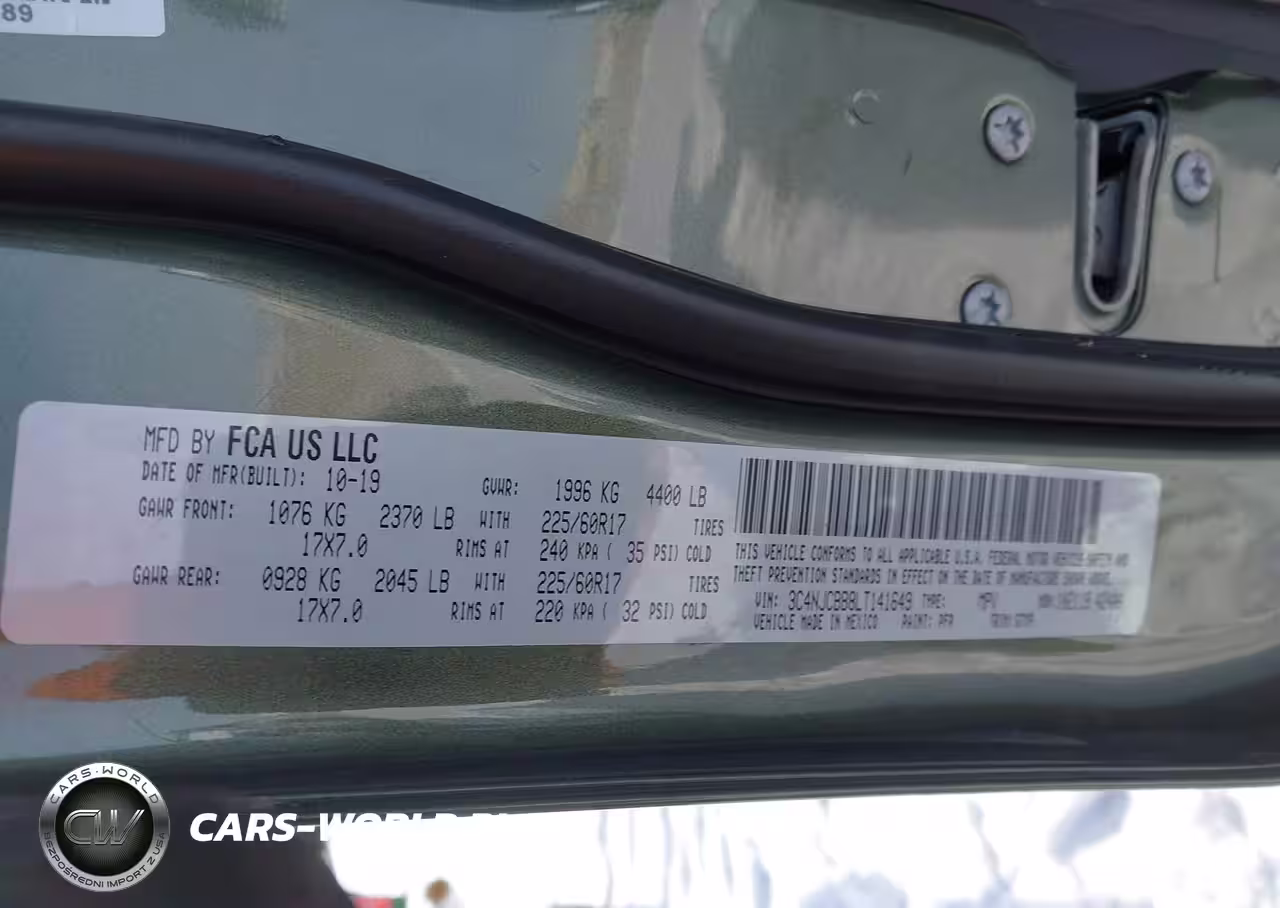 89
MFD BY FCA US LLC
DATE OF MFR(BUILT): 10-19
GVWR: 1996 KG 4400 LB
GAWR FRONT: 1076 KG 2370 LB WITH 225/60R17 TIRES
17X7.0 RIMS AT 240 KPA ( 35 PSI) COLD
GAWR REAR: 0928 KG 2045 LB WITH 225/60R17 TIRES
17X7.0 RIMS AT 220 KPA ( 32 PSI) COLD
THIS VEHICLE CONFORMS TO ALL APPLICABLE U.S.A. FEDERAL MOTOR VEHICLE SAFETY AND
THEFT PREVENTION STANDARDS IN EFFECT ON THE DATE OF MANUFACTURE SHOWN ABOVE.
VIN: 3C4NJCBB8LT141649 TYPE: MPV
VEHICLE MADE IN MEXICO PAINT: PFR
CARS-WORLD
CW
BEZPOŚREDNI IMPORT Z USA
CARS-WORLD